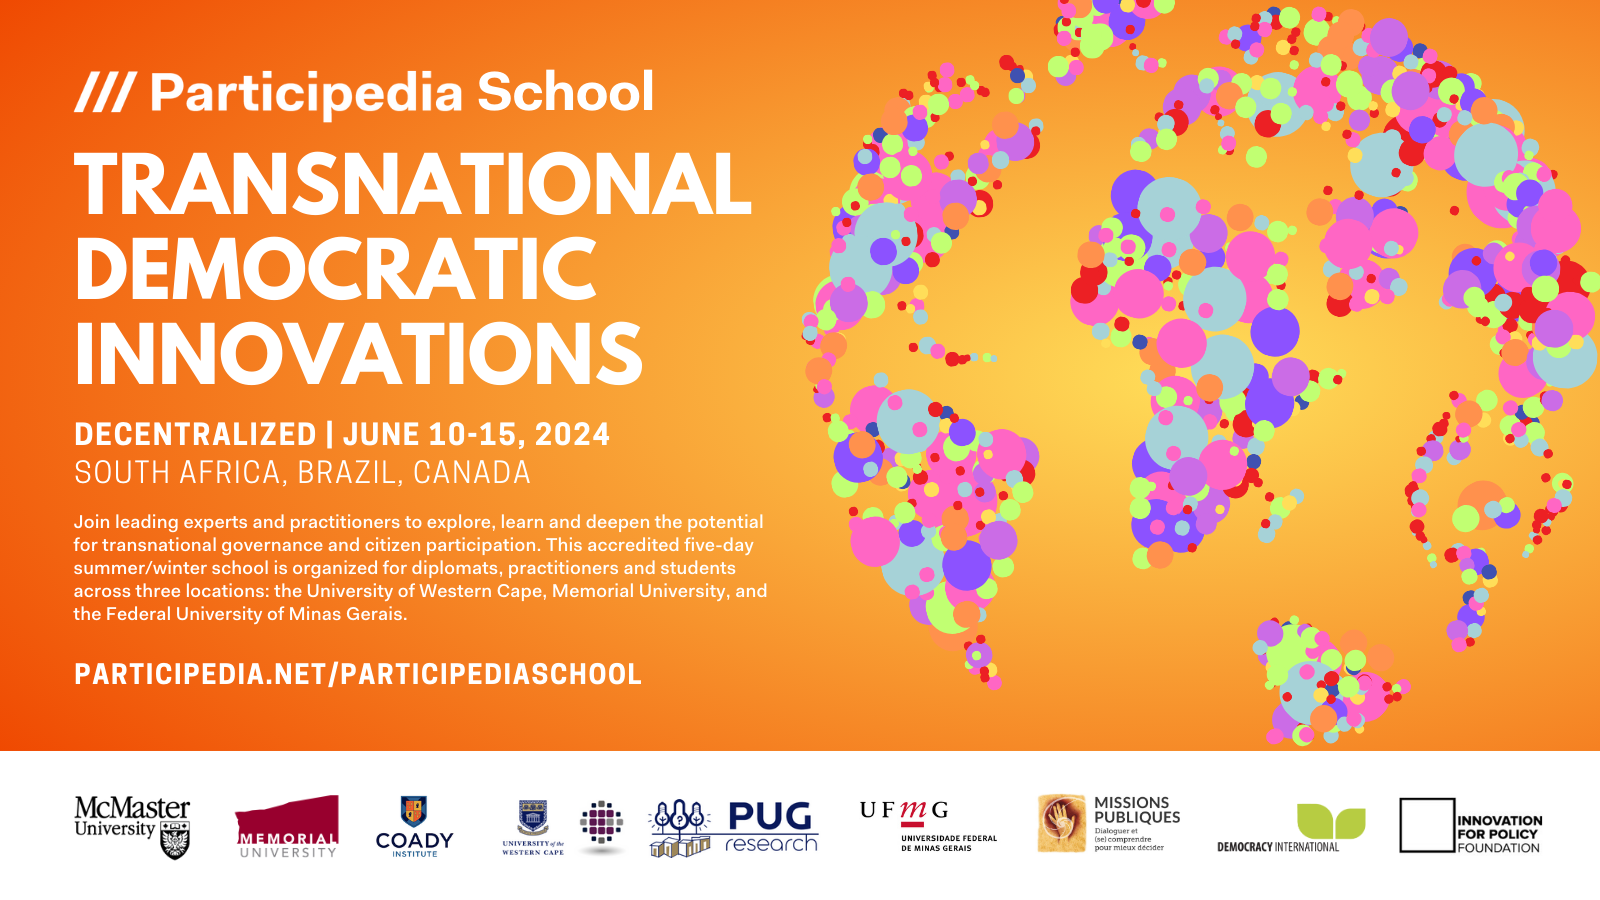 /// Participedia School
TRANSNATIONAL
DEMOCRATIC
INNOVATIONS
DECENTRALIZED | JUNE 10-15, 2024
SOUTH AFRICA, BRAZIL, CANADA
Join leading experts and practitioners to explore, learn and deepen the potential
for transnational governance and citizen participation. This accredited five-day
summer/winter school is organized for diplomats, practitioners and students
across three locations: the University of Western Cape, Memorial University, and
the Federal University of Minas Gerais.
PARTICIPEDIA.NET/PARTICIPEDIASCHOOL
McMaster
University
MEMORIAL
UNIVERSITY
COADY
INSTITUTE
UNIVERSITY of the
WESTERN CAPE
?
PUG
research
UFmG
UNIVERSIDADE FEDERAL
DE MINAS GERAIS
MISSIONS
PUBLIQUES
Dialoguer et
(se) comprendre
pour mieux décider
DEMOCRACY INTERNATIONAL
INNOVATION
FOR POLICY
FOUNDATION